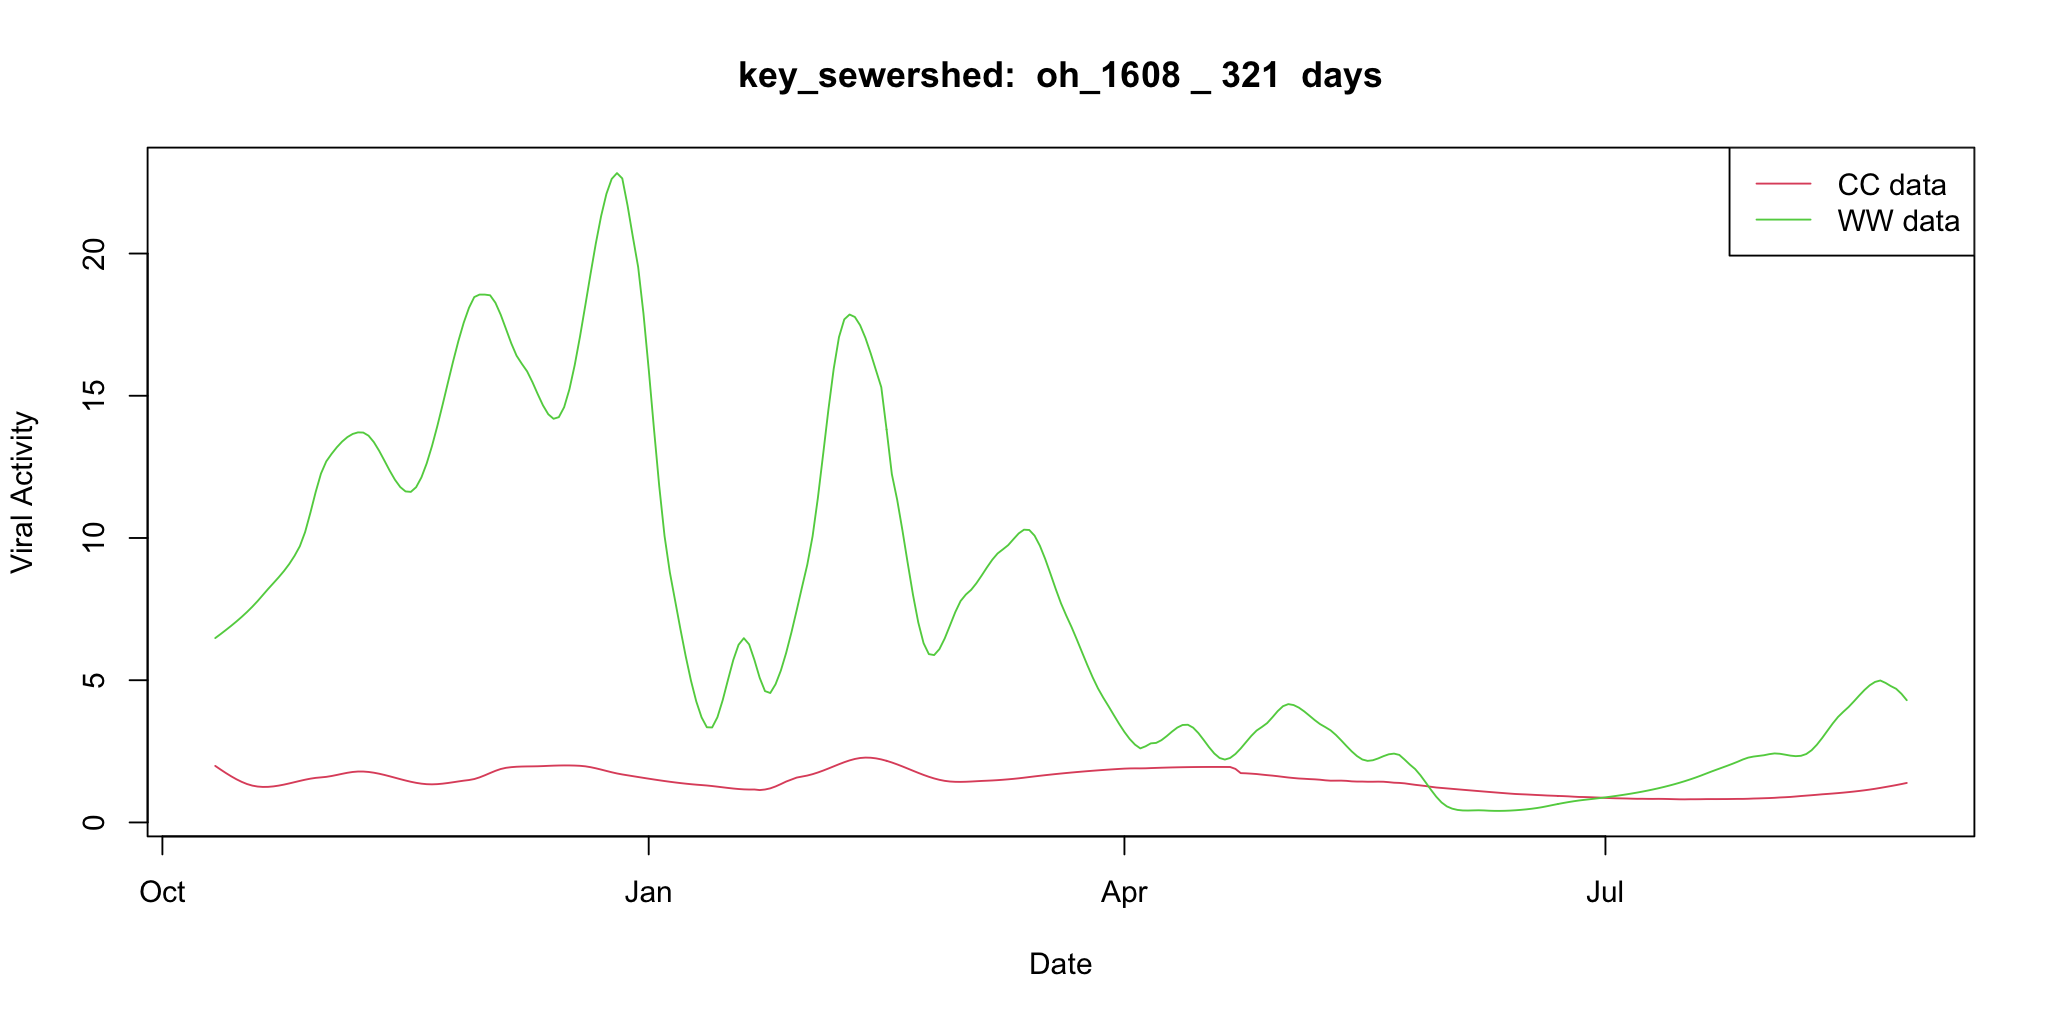 key_sewershed:  oh_1608 _ 321  days
CC data
WW data
Viral Activity
20
15
10
5
0
Oct
Jan
Apr
Jul
Date